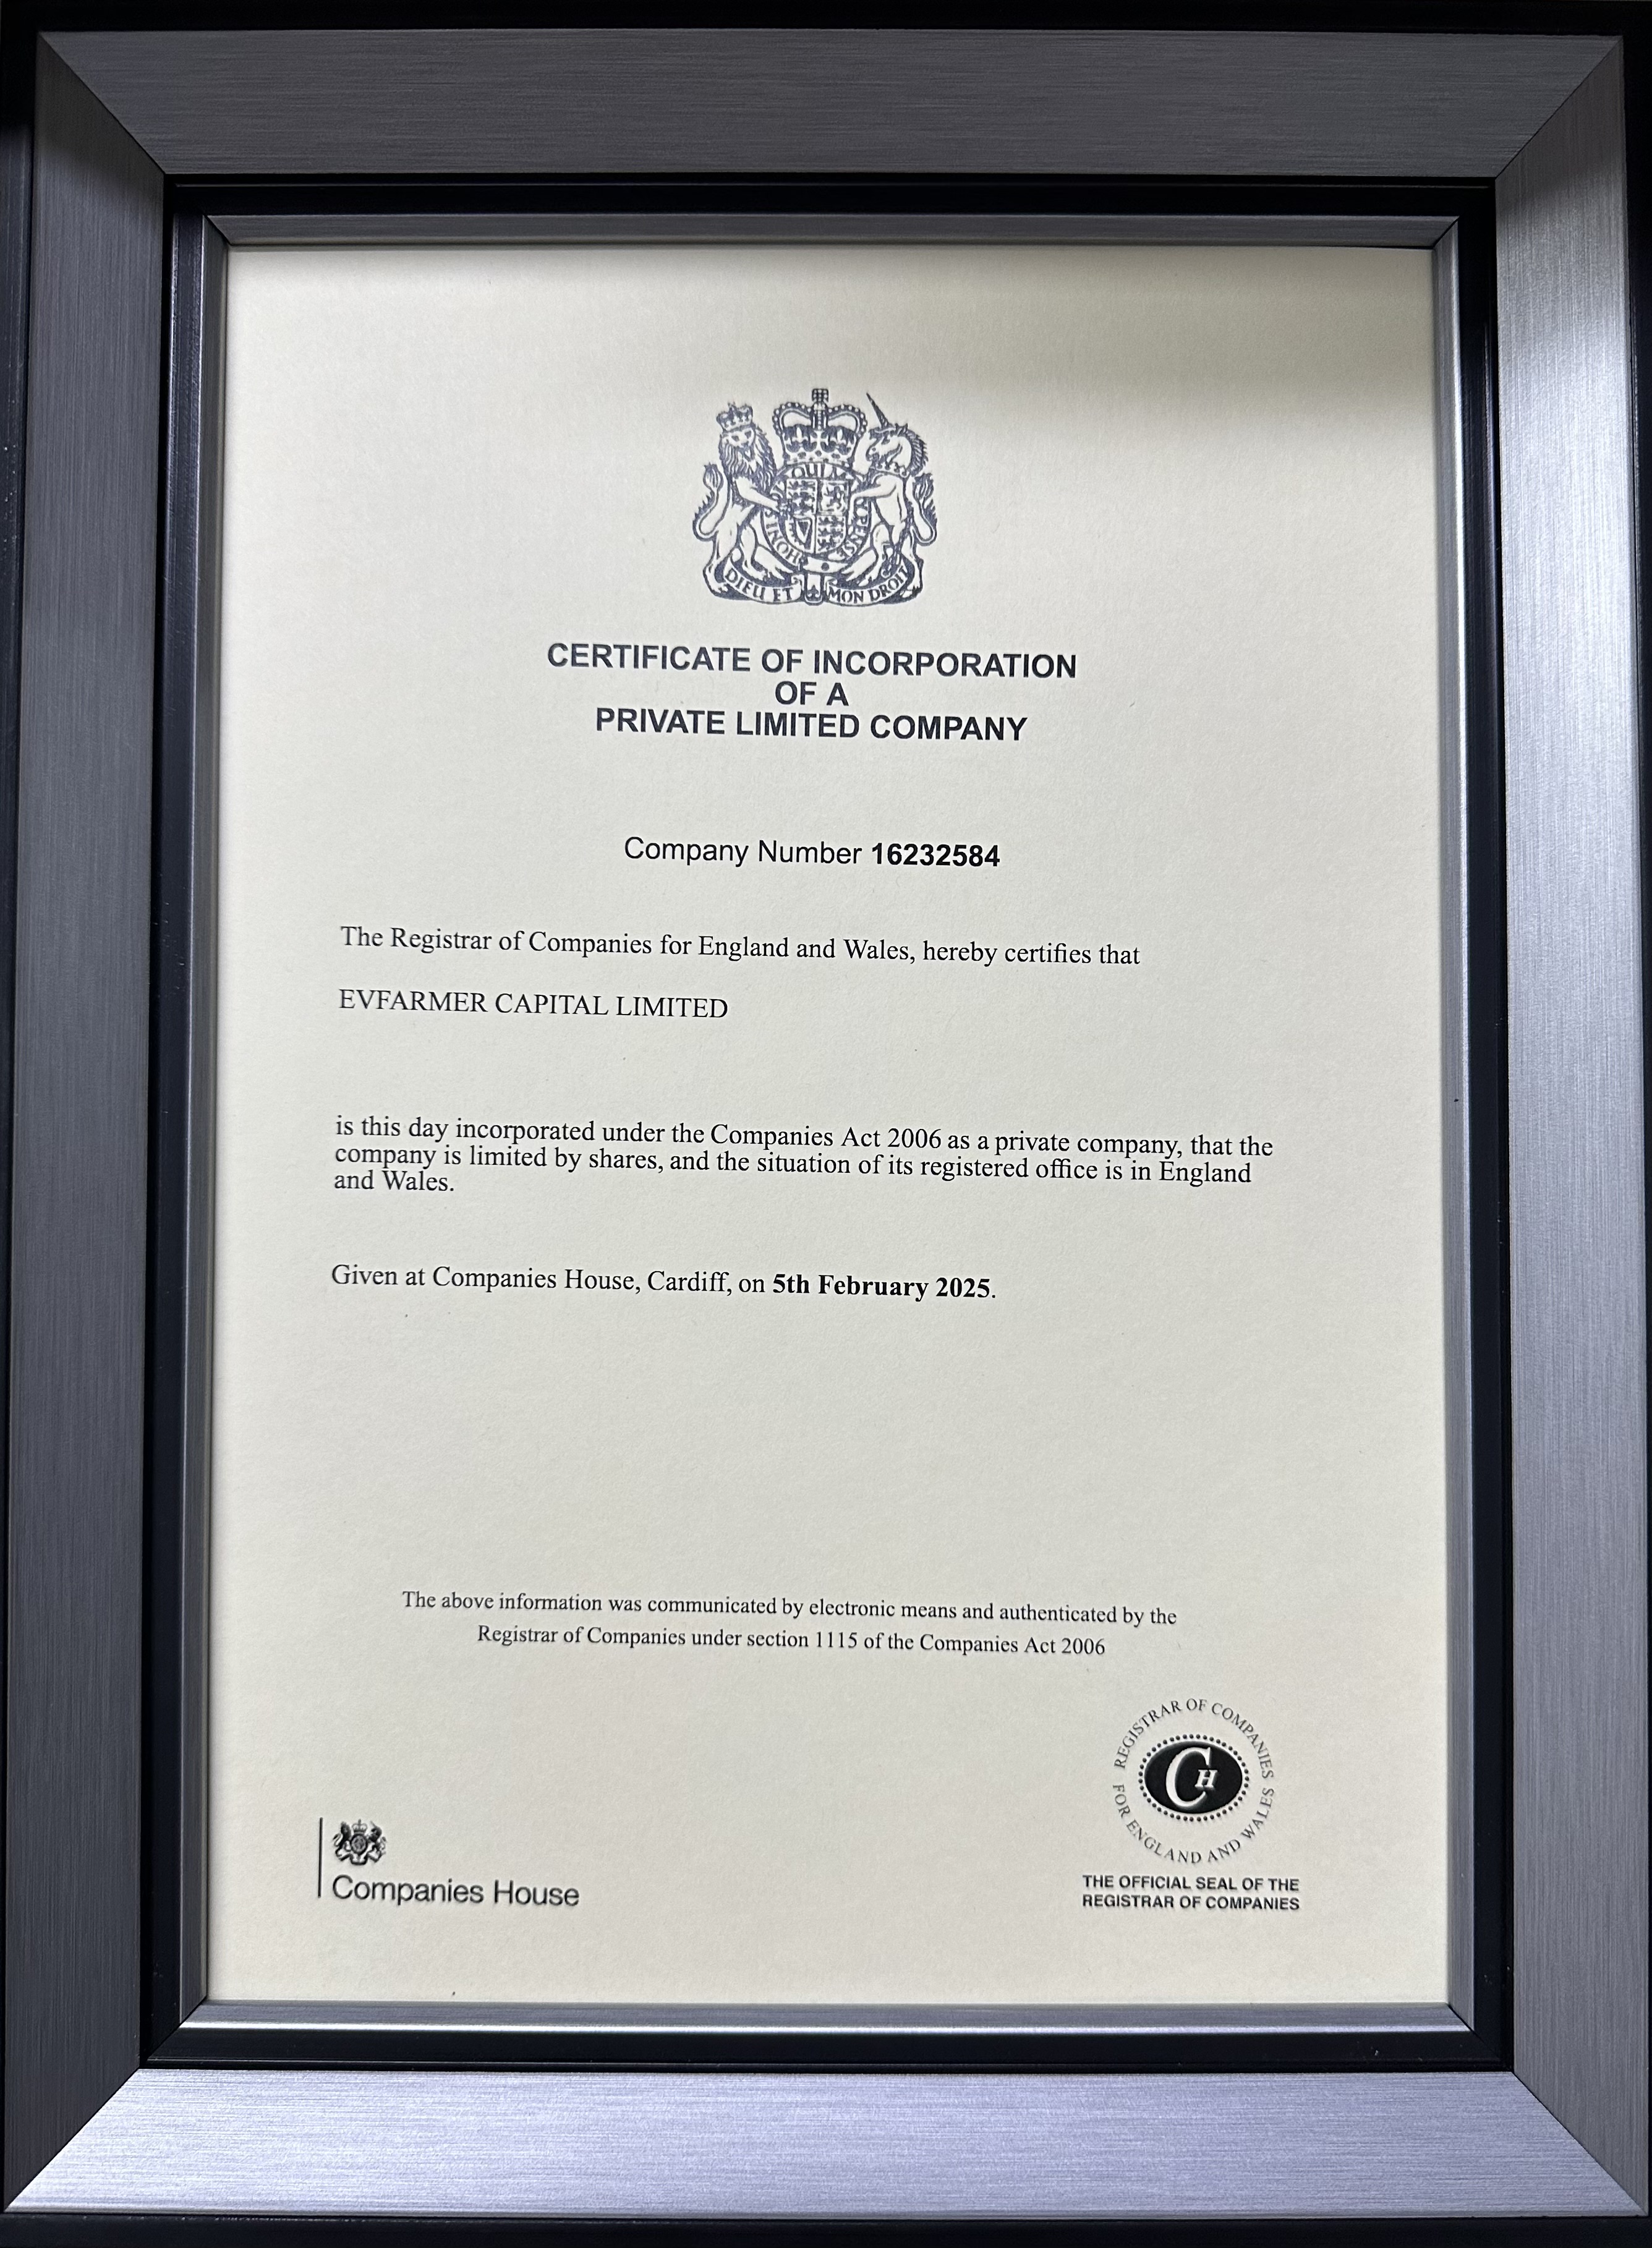 DIEU ET MON DROIT
CERTIFICATE OF INCORPORATION
OF A
PRIVATE LIMITED COMPANY
Company Number 16232584
The Registrar of Companies for England and Wales, hereby certifies that
EVFARMER CAPITAL LIMITED
is this day incorporated under the Companies Act 2006 as a private company, that the
company is limited by shares, and the situation of its registered office is in England
and Wales.
Given at Companies House, Cardiff, on 5th February 2025.
The above information was communicated by electronic means and authenticated by the
Registrar of Companies under section 1115 of the Companies Act 2006
REGISTRAR OF COMPANIES
FOR ENGLAND AND WALES
CH
Companies House
THE OFFICIAL SEAL OF THE
REGISTRAR OF COMPANIES